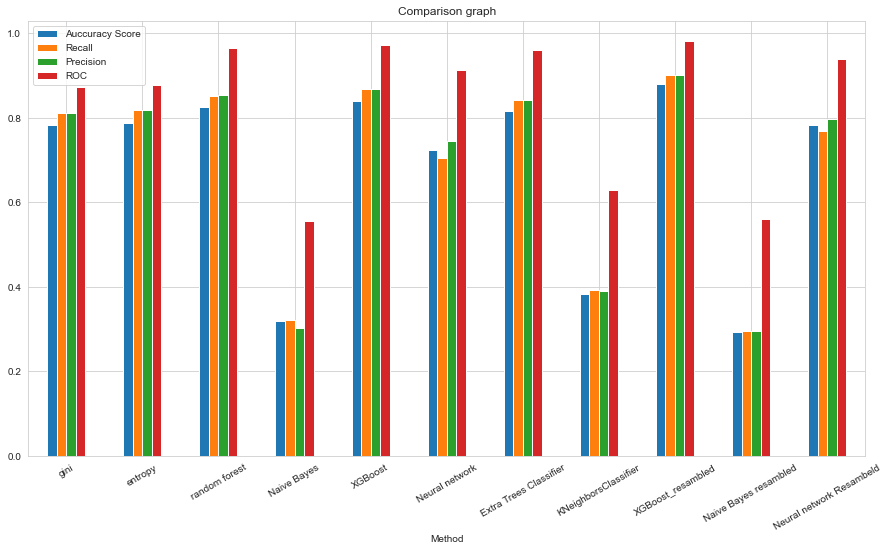 Comparison graph
Auccuracy Score
Recall
Precision
ROC
1.0
0.8
0.6
0.4
0.2
0.0
gini
entropy
random forest
Naive Bayes
XGBoost
Neural network
Extra Trees Classifier
KNeighborsClassifier
XGBoost_resambled
Naive Bayes resambled
Neural network Resambeld
Method